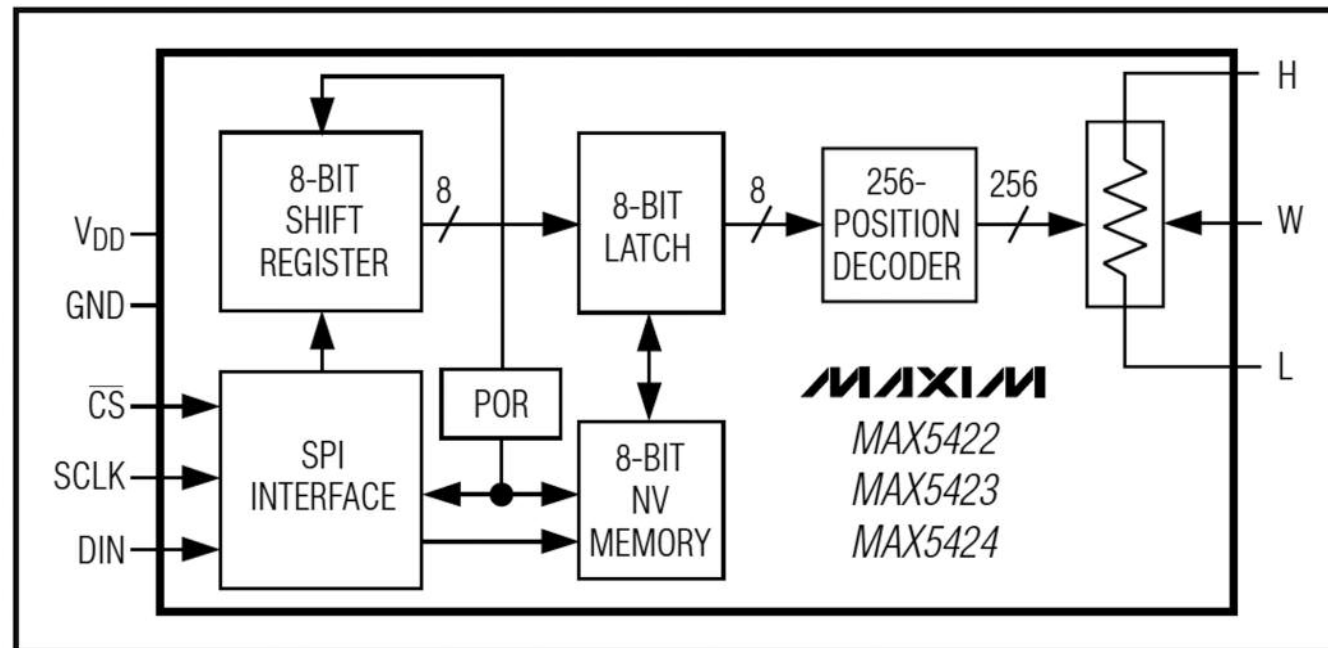 8-BIT
SHIFT
REGISTER
8
8-BIT
LATCH
8
256-
POSITION
DECODER
256
H
W
L
VDD
GND
CS
SCLK
DIN
SPI
INTERFACE
POR
8-BIT
NV
MEMORY
MAXIM
MAX5422
MAX5423
MAX5424